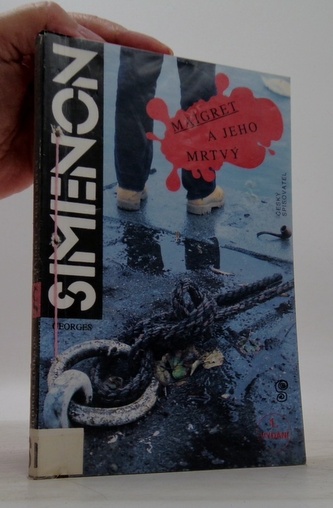 SIMENON
GEORGES
MAIGRET
A JEHO
MRTVÝ
ČESKÝ
SPISOVATEL